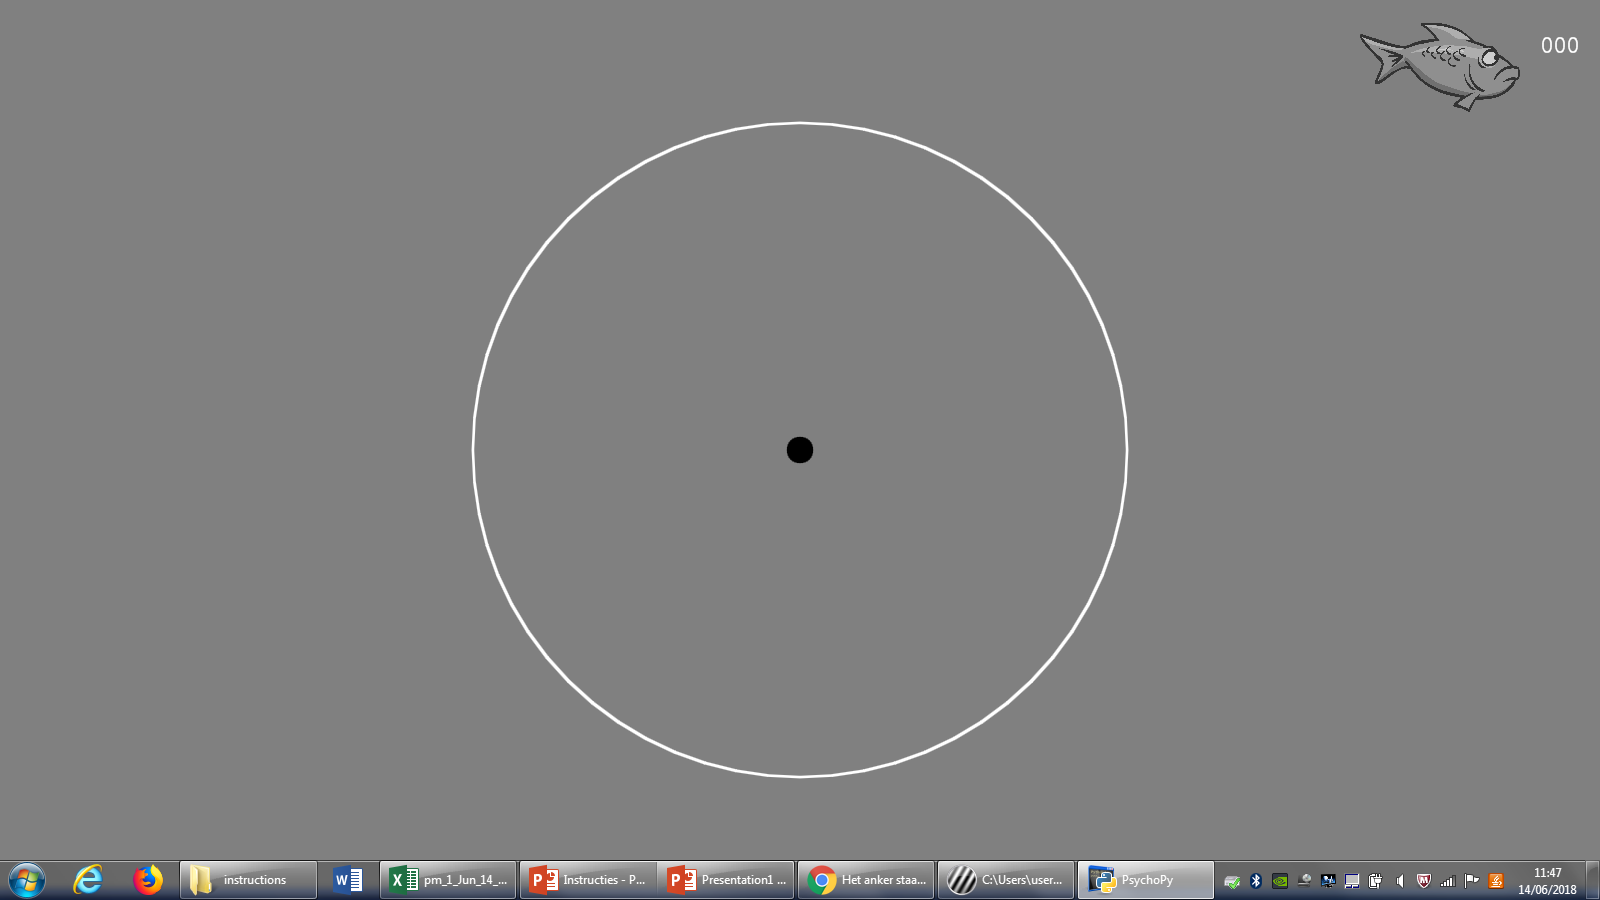 000
instructions
pm_1_Jun_14_...
Instructies - P...
Presentation1 ...
Het anker staa...
C:\Users\user...
PsychoPy
11:47
14/06/2018